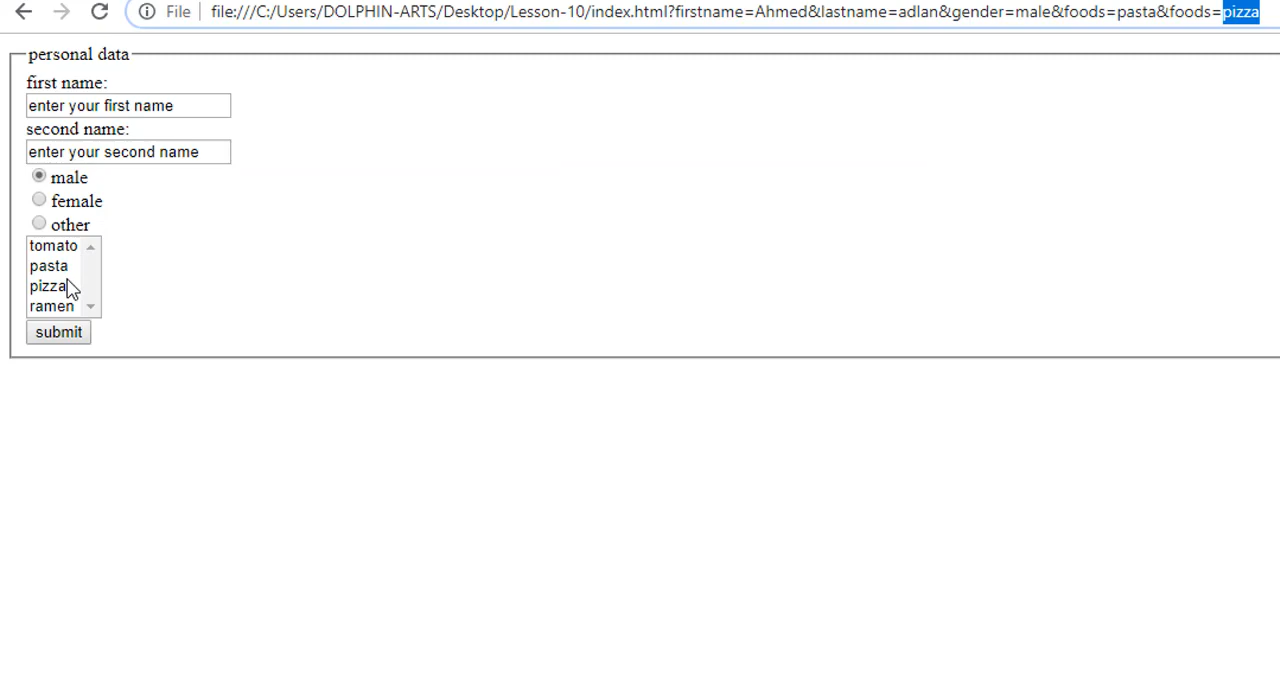 File file:///C:/Users/DOLPHIN-ARTS/Desktop/Lesson-10/index.html?firstname=Ahmed&lastname=adlan&gender=male&foods=pasta&foods=pizza
personal data
first name:
enter your first name
second name:
enter your second name
male
female
other
tomato
pasta
pizza
ramen
submit